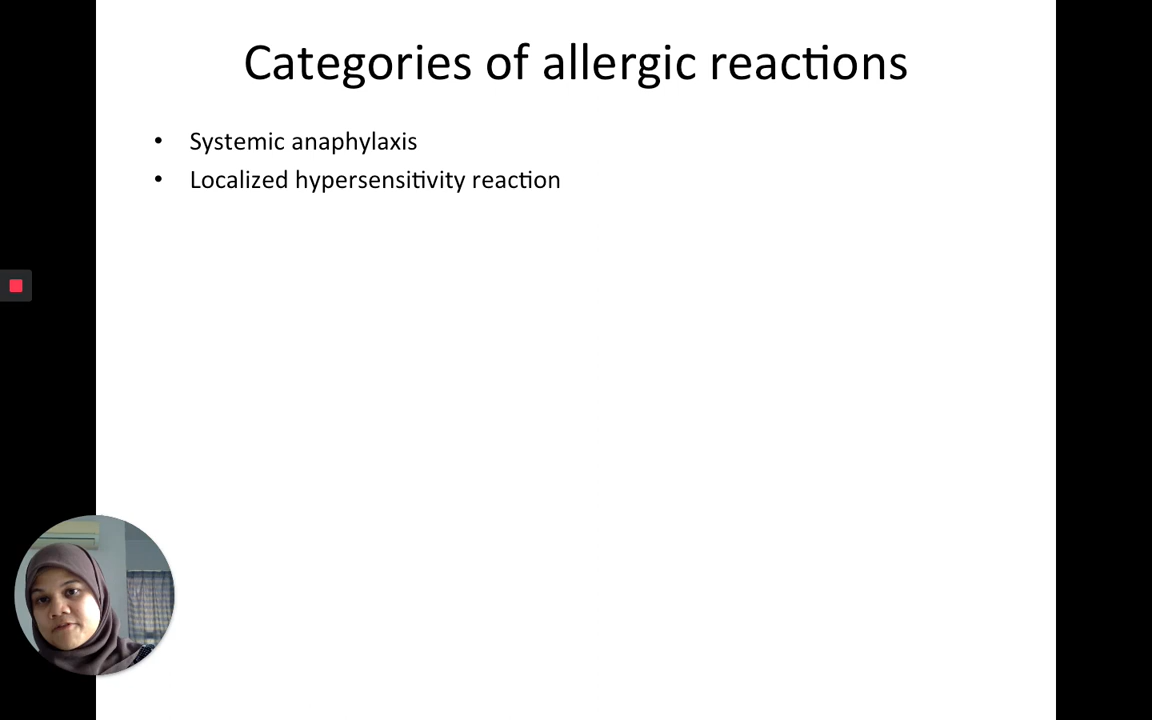 Categories of allergic reactions
• Systemic anaphylaxis
• Localized hypersensitivity reaction